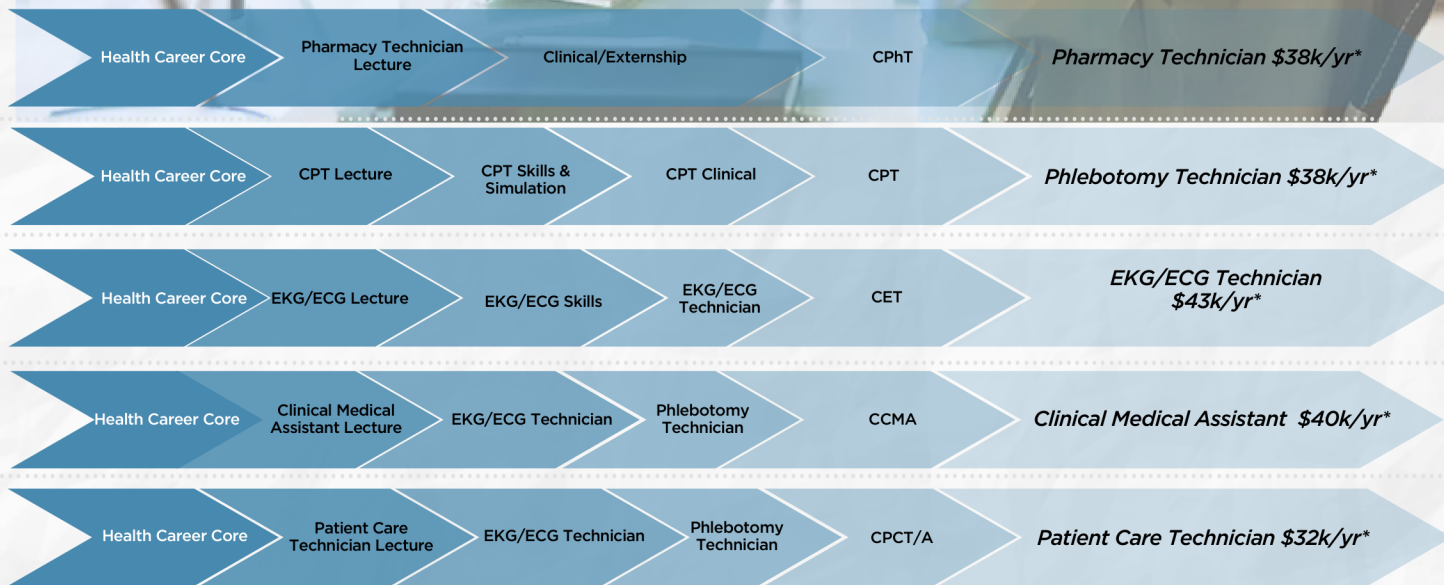 Health Career Core
Pharmacy Technician
Lecture
Clinical/Externship
CPhT
Pharmacy Technician $38k/yr*
Health Career Core
CPT Lecture
CPT Skills &
Simulation
CPT Clinical
CPT
Phlebotomy Technician $38k/yr*
Health Career Core
EKG/ECG Lecture
EKG/ECG Skills
EKG/ECG
Technician
CET
EKG/ECG Technician
$43k/yr*
Health Career Core
Clinical Medical
Assistant Lecture
EKG/ECG Technician
Phlebotomy
Technician
CCMA
Clinical Medical Assistant $40k/yr*
Health Career Core
Patient Care
Technician Lecture
EKG/ECG Technician
Phlebotomy
Technician
CPCT/A
Patient Care Technician $32k/yr*